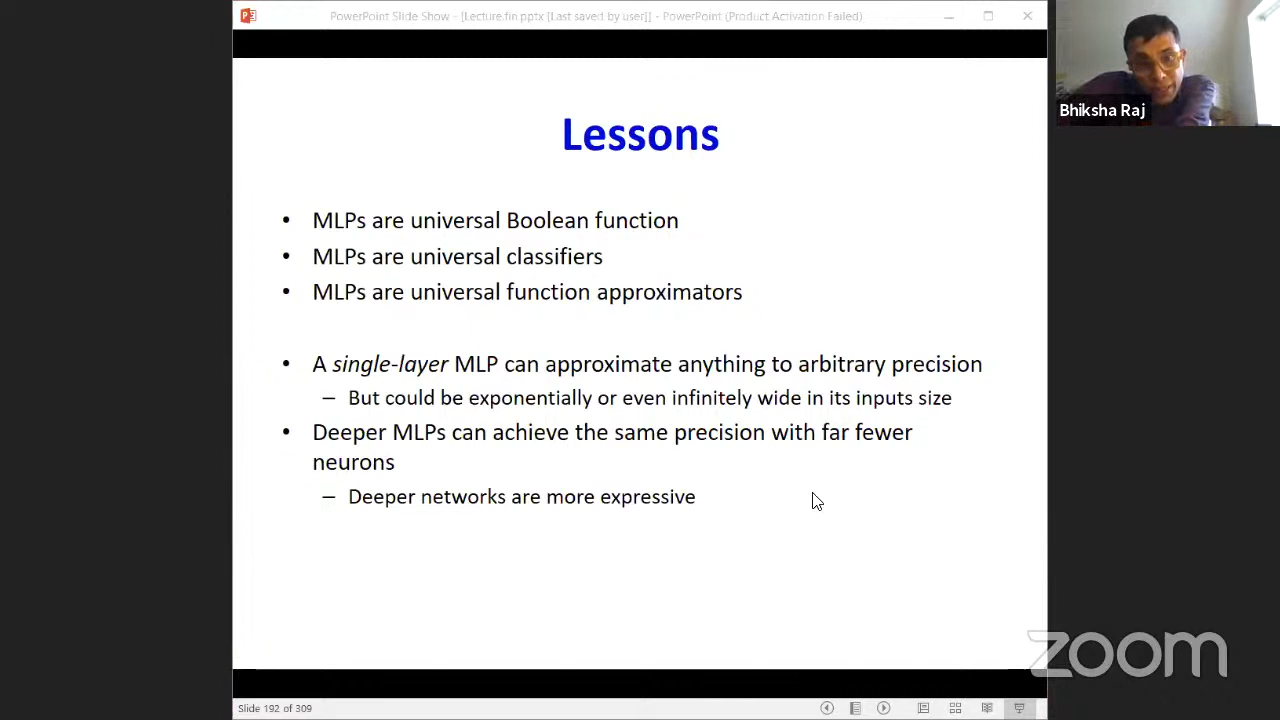 PowerPoint Slide Show - [Lecture.fin.pptx [Last saved by user]] - PowerPoint (Product Activation Failed)
Bhiksha Raj
Lessons
• MLPs are universal Boolean function
• MLPs are universal classifiers
• MLPs are universal function approximators
• A single-layer MLP can approximate anything to arbitrary precision
– But could be exponentially or even infinitely wide in its inputs size
• Deeper MLPs can achieve the same precision with far fewer
neurons
– Deeper networks are more expressive
zoom
Slide 192 of 309